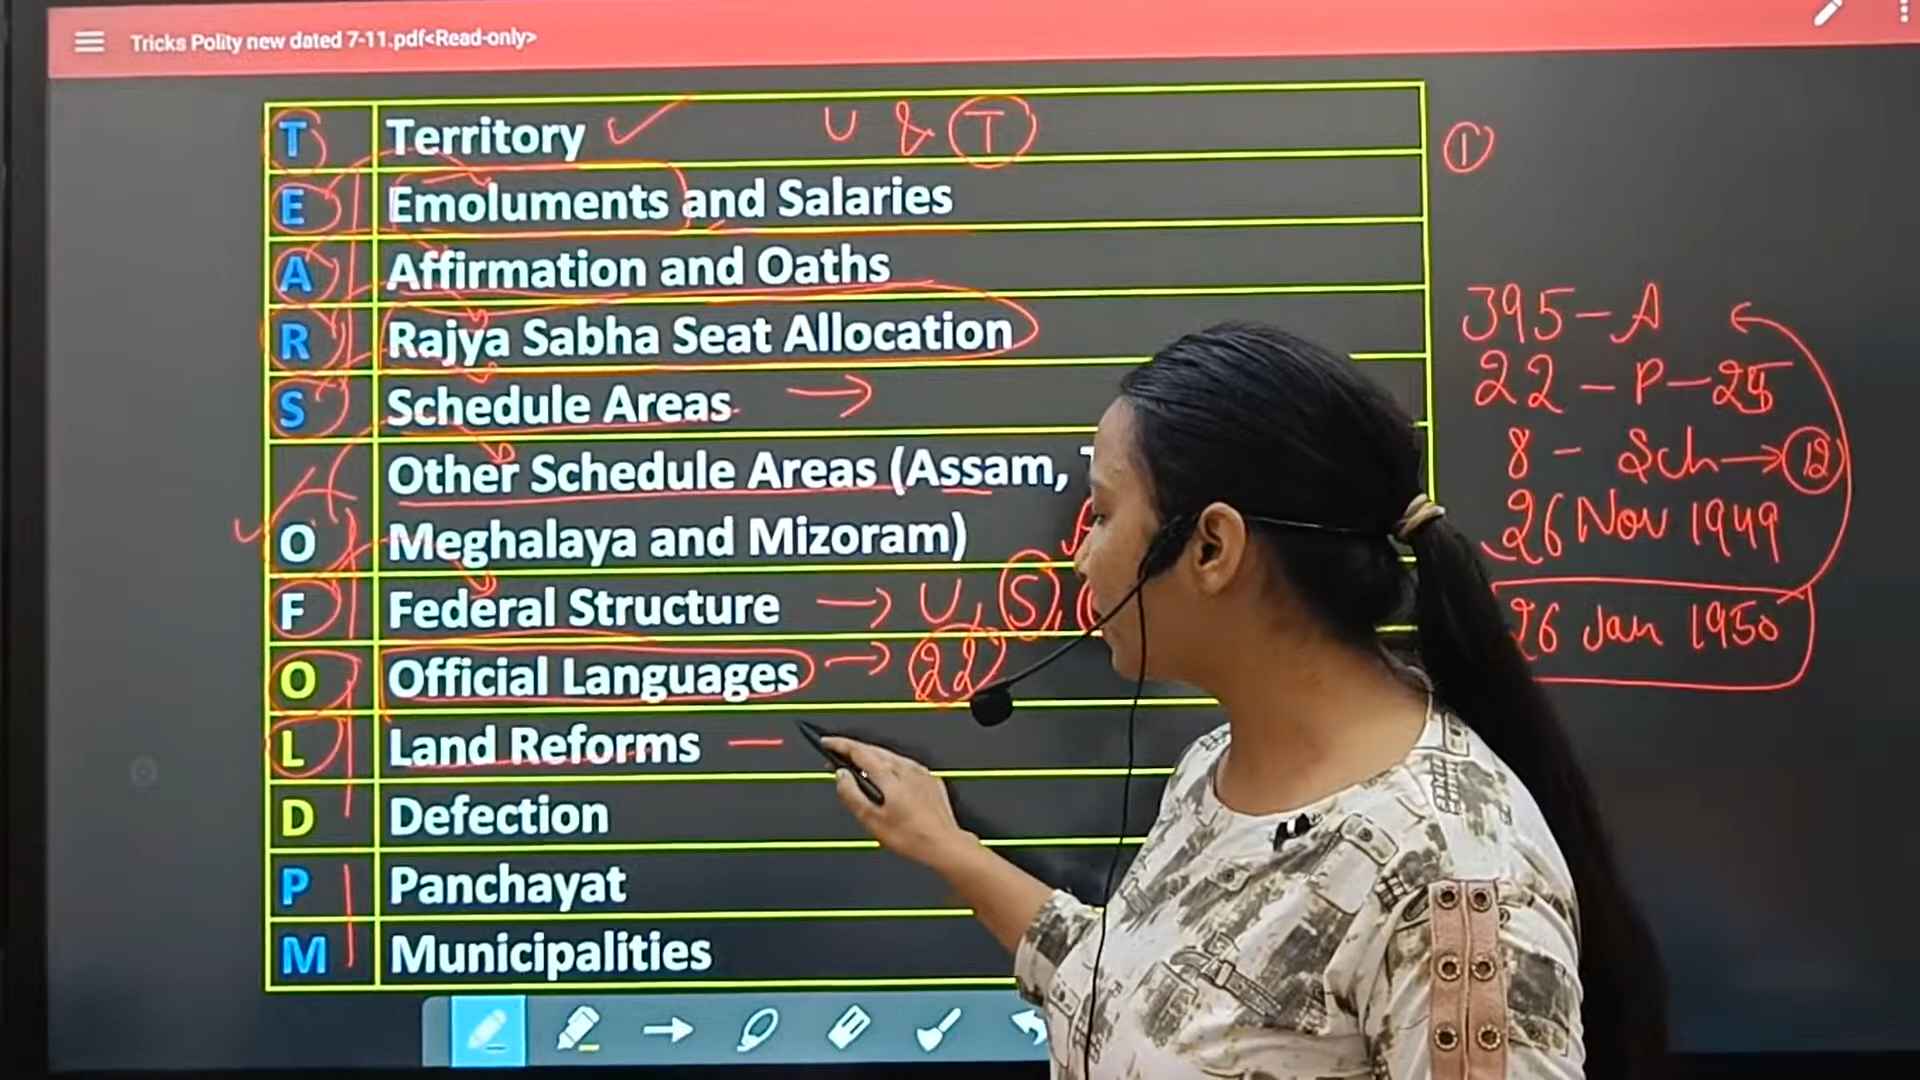 Tricks Polity new dated 7-11.pdf<Read-only>
T Territory U & T
E Emoluments and Salaries
A Affirmation and Oaths
R Rajya Sabha Seat Allocation
S Schedule Areas →
Other Schedule Areas (Assam,
O Meghalaya and Mizoram)
F Federal Structure → U, S,
O Official Languages → 22
L Land Reforms —
D Defection
P Panchayat
M Municipalities
1
395 - A
22 - P - 25
8 - Sch → 12
26 Nov 1949
26 Jan 1950